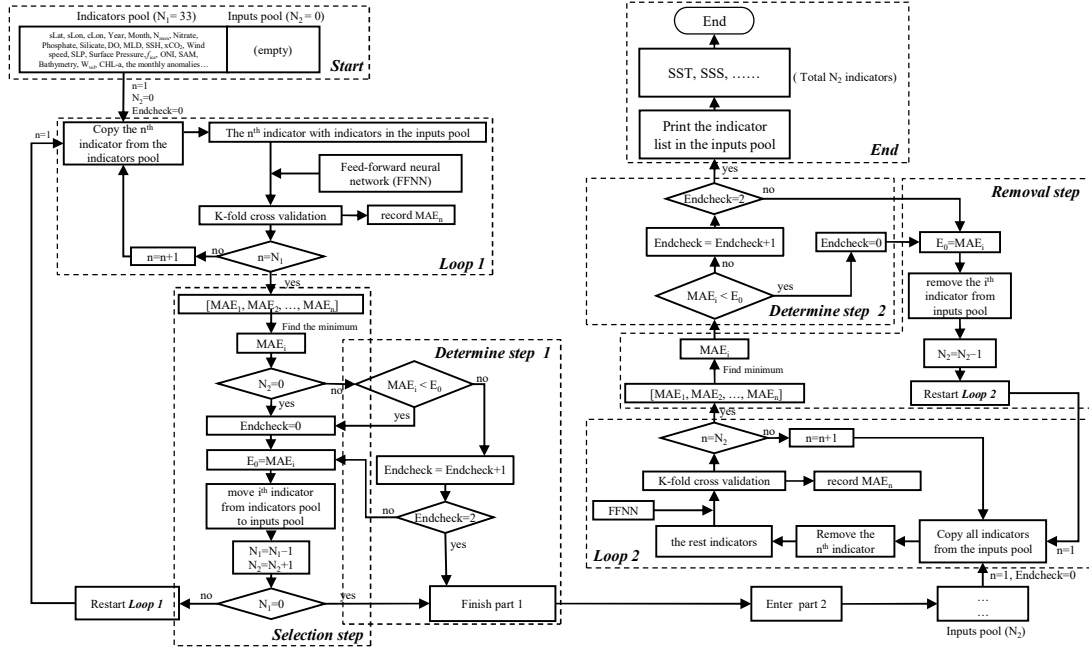 Indicators pool (N1= 33)
Inputs pool (N2 = 0)
sLat, sLon, cLon, Year, Month, Nmon, Nitrate,
Phosphate, Silicate, DO, MLD, SSH, xCO2, Wind
speed, SLP, Surface Pressure, fice, ONI, SAM,
Bathymetry, Wvel, CHL-a, the monthly anomalies…
(empty)
Start
n=1
N2=0
Endcheck=0
n=1
Copy the nth
indicator from the
indicators pool
The nth indicator with indicators in the inputs pool
Feed-forward neural
network (FFNN)
K-fold cross validation
record MAEn
n=n+1
no
n=N1
Loop 1
yes
[MAE1, MAE2, …, MAEn]
Find the minimum
MAEi
Determine step 1
N2=0
no
MAEi < E0
no
yes
yes
Endcheck=0
E0=MAEi
Endcheck = Endcheck+1
move ith indicator
from indicators pool
to inputs pool
no
Endcheck=2
N1=N1−1
N2=N2+1
yes
Restart Loop 1
no
N1=0
yes
Finish part 1
Selection step
Enter part 2
…
…
Inputs pool (N2)
n=1, Endcheck=0
End
SST, SSS, ……
( Total N2 indicators)
Print the indicator
list in the inputs pool
End
yes
Endcheck=2
no
Removal step
Endcheck = Endcheck+1
Endcheck=0
E0=MAEi
no
MAEi < E0
yes
remove the ith
indicator from
inputs pool
Determine step 2
MAEi
Find minimum
N2=N2−1
[MAE1, MAE2, …, MAEn]
Restart Loop 2
yes
n=N2
no
n=n+1
K-fold cross validation
record MAEn
FFNN
the rest indicators
Remove the
nth indicator
Copy all indicators
from the inputs pool
n=1
Loop 2